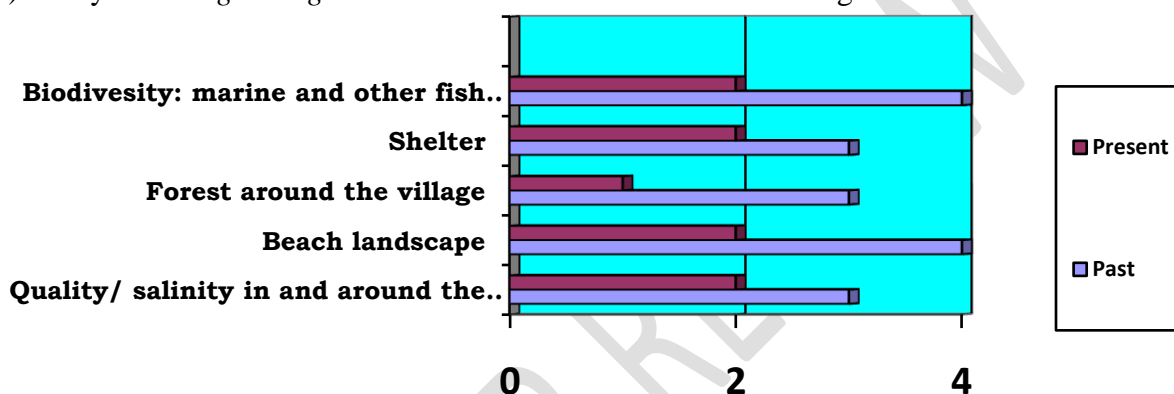 Biodivesity: marine and other fish..
Shelter
Forest around the village
Beach landscape
Quality/ salinity in and around the..
0 2 4
Present
Past